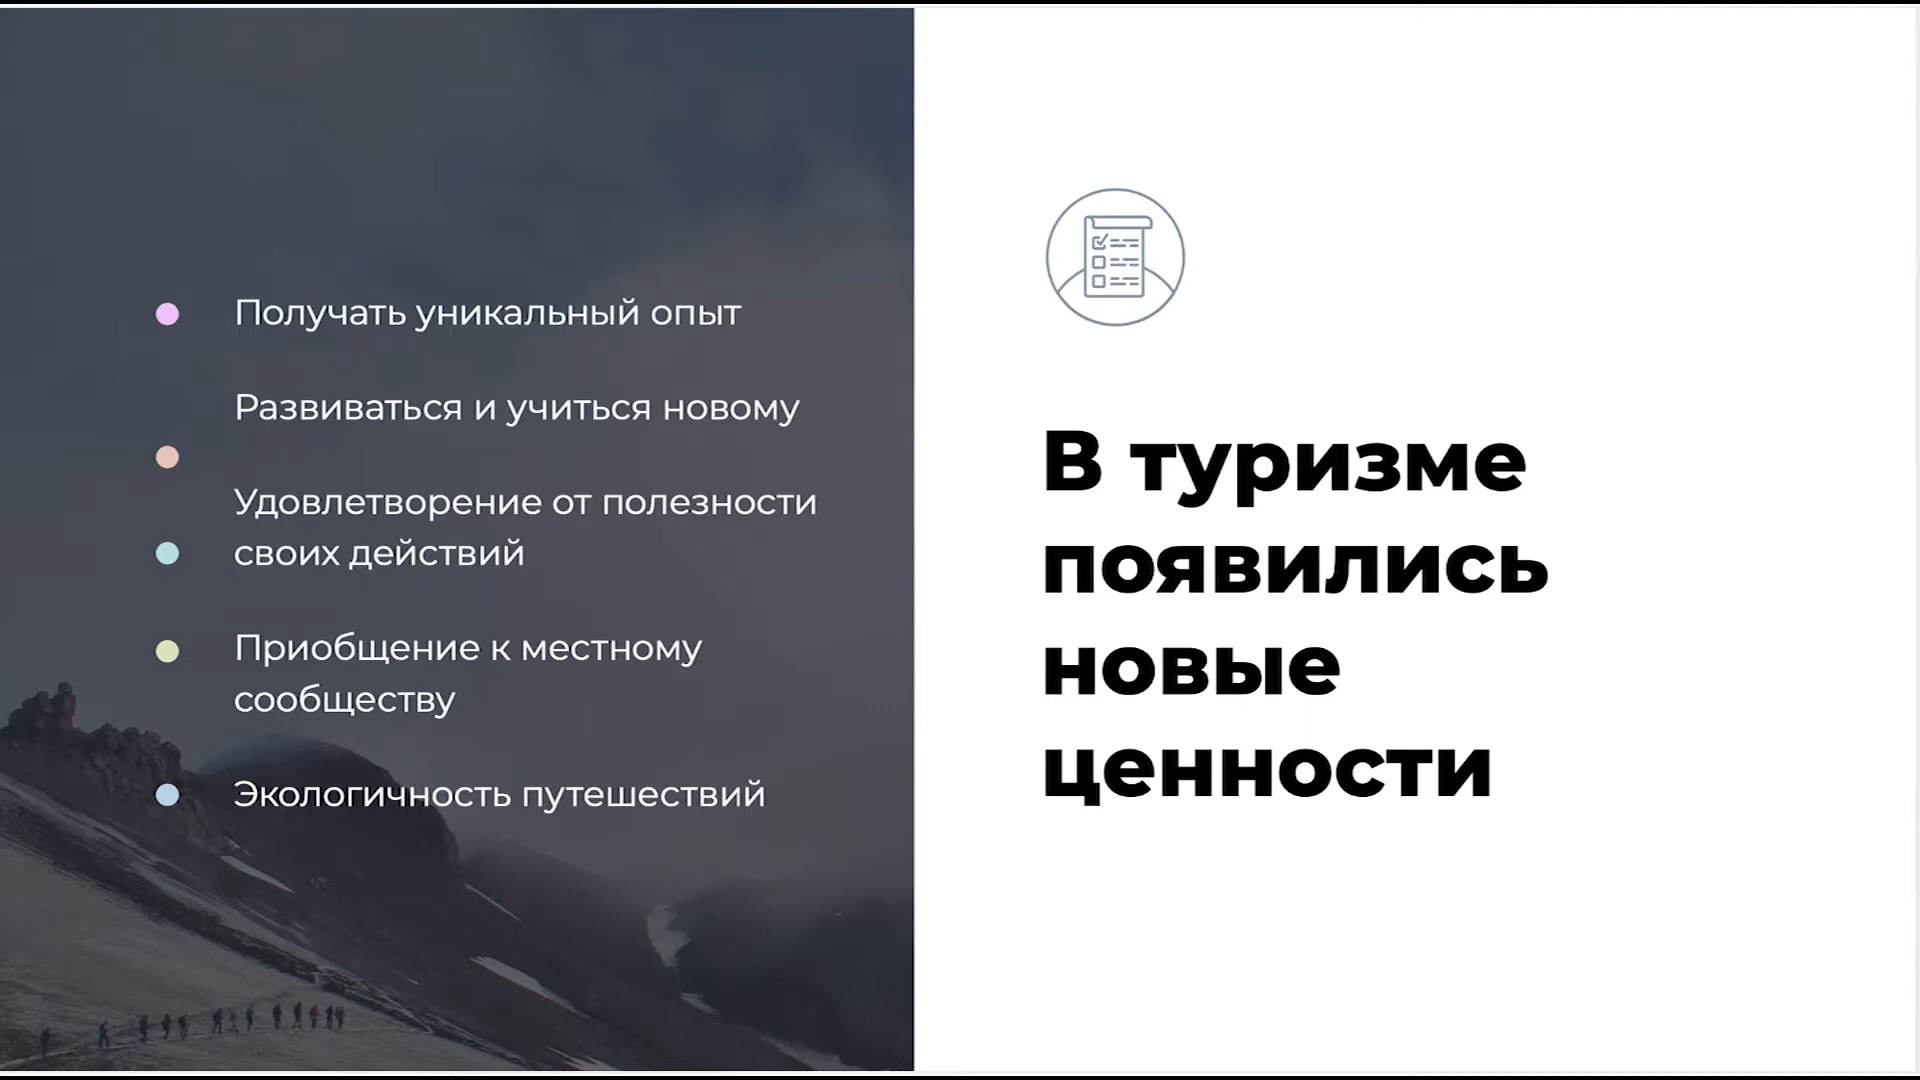 Получать уникальный опыт
Развиваться и учиться новому
Удовлетворение от полезности
своих действий
Приобщение к местному
сообществу
Экологичность путешествий
В туризме
появились
новые
ценности